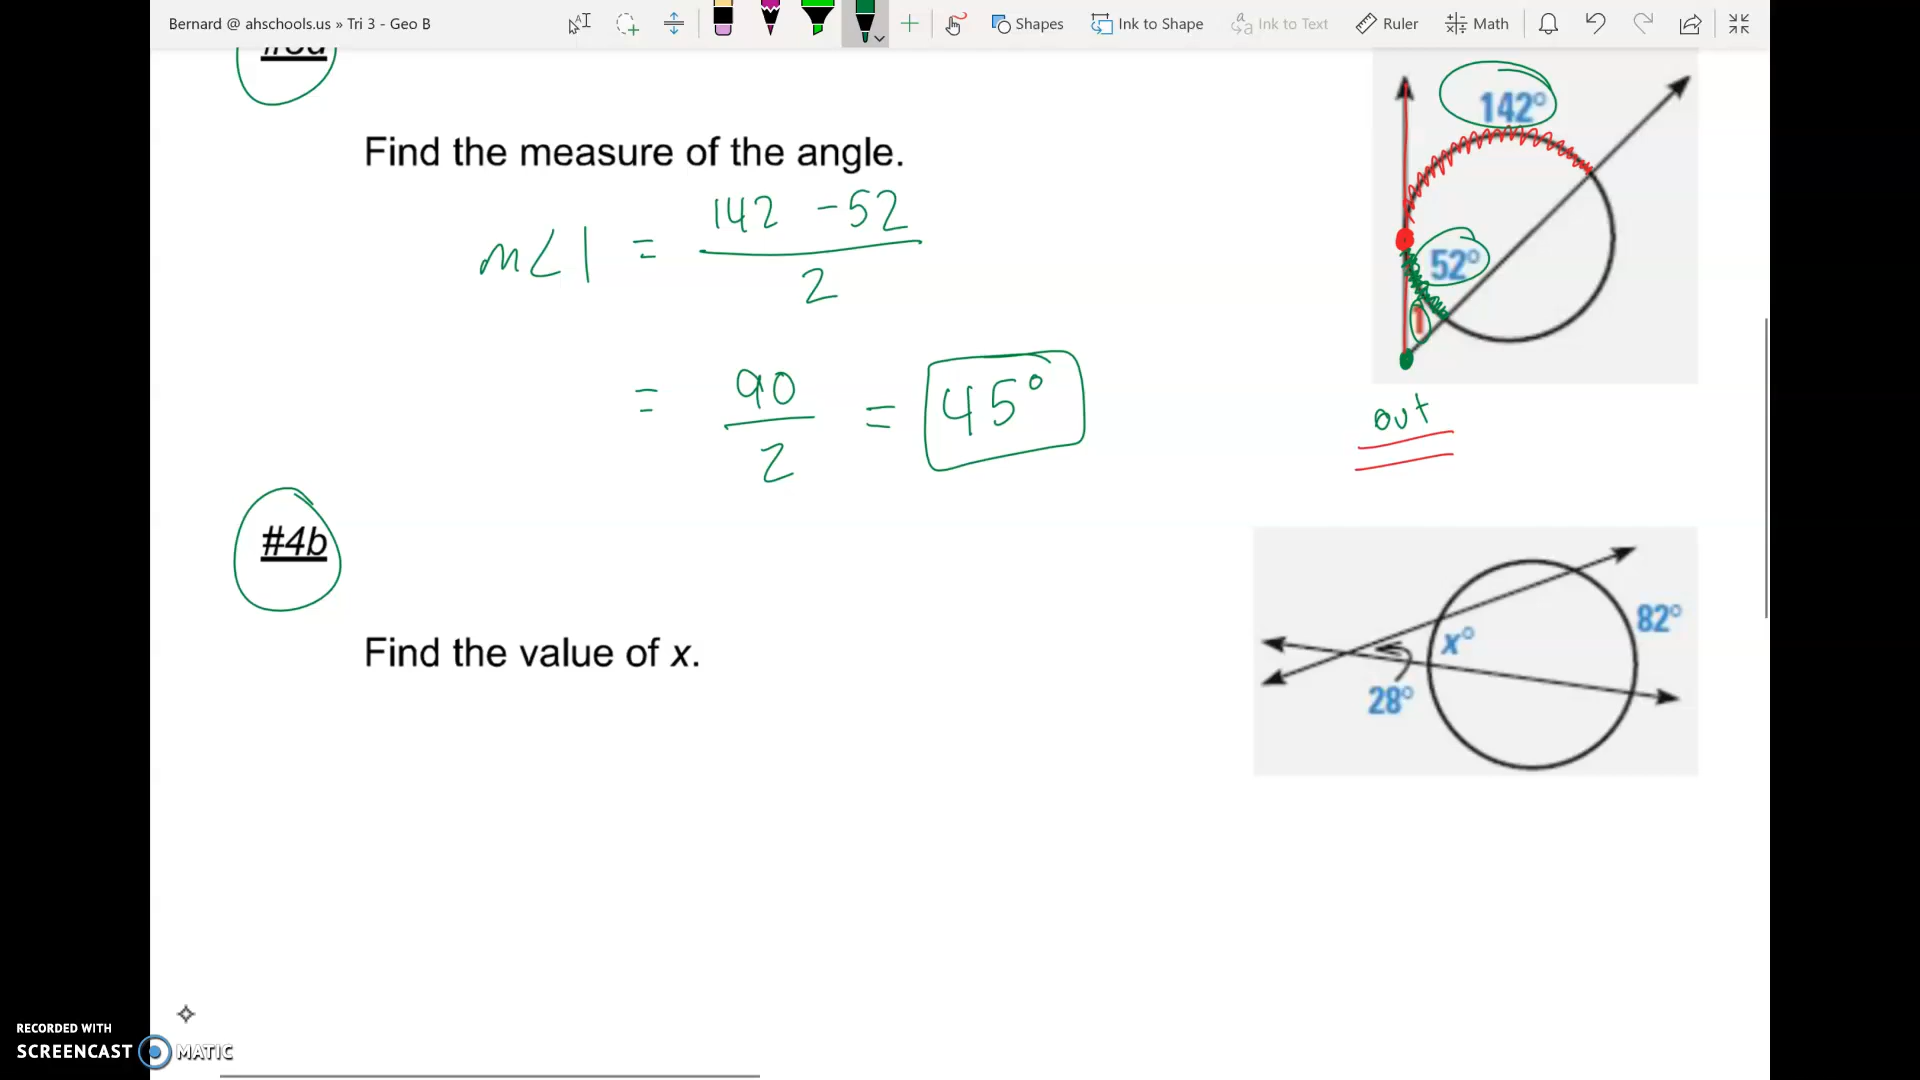 Bernard @ ahschools.us » Tri 3 - Geo B
Shapes
Ink to Shape
Ink to Text
Ruler
Math
142°
Find the measure of the angle.
m∠1 = 142 - 52
2
52°
1
= 90 = 45°
2
out
#4b
82°
x°
Find the value of x.
28°
RECORDED WITH
SCREENCAST MATIC